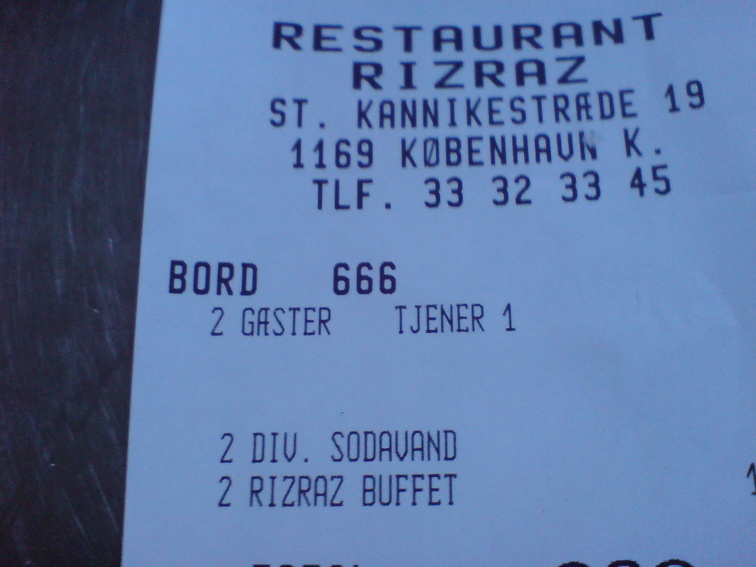 RESTAURANT
RIZRAZ
ST. KANNIKESTRÆDE 19
1169 KØBENHAVN K.
TLF. 33 32 33 45
BORD 666
2 GÆSTER TJENER 1
2 DIV. SODAVAND
2 RIZRAZ BUFFET